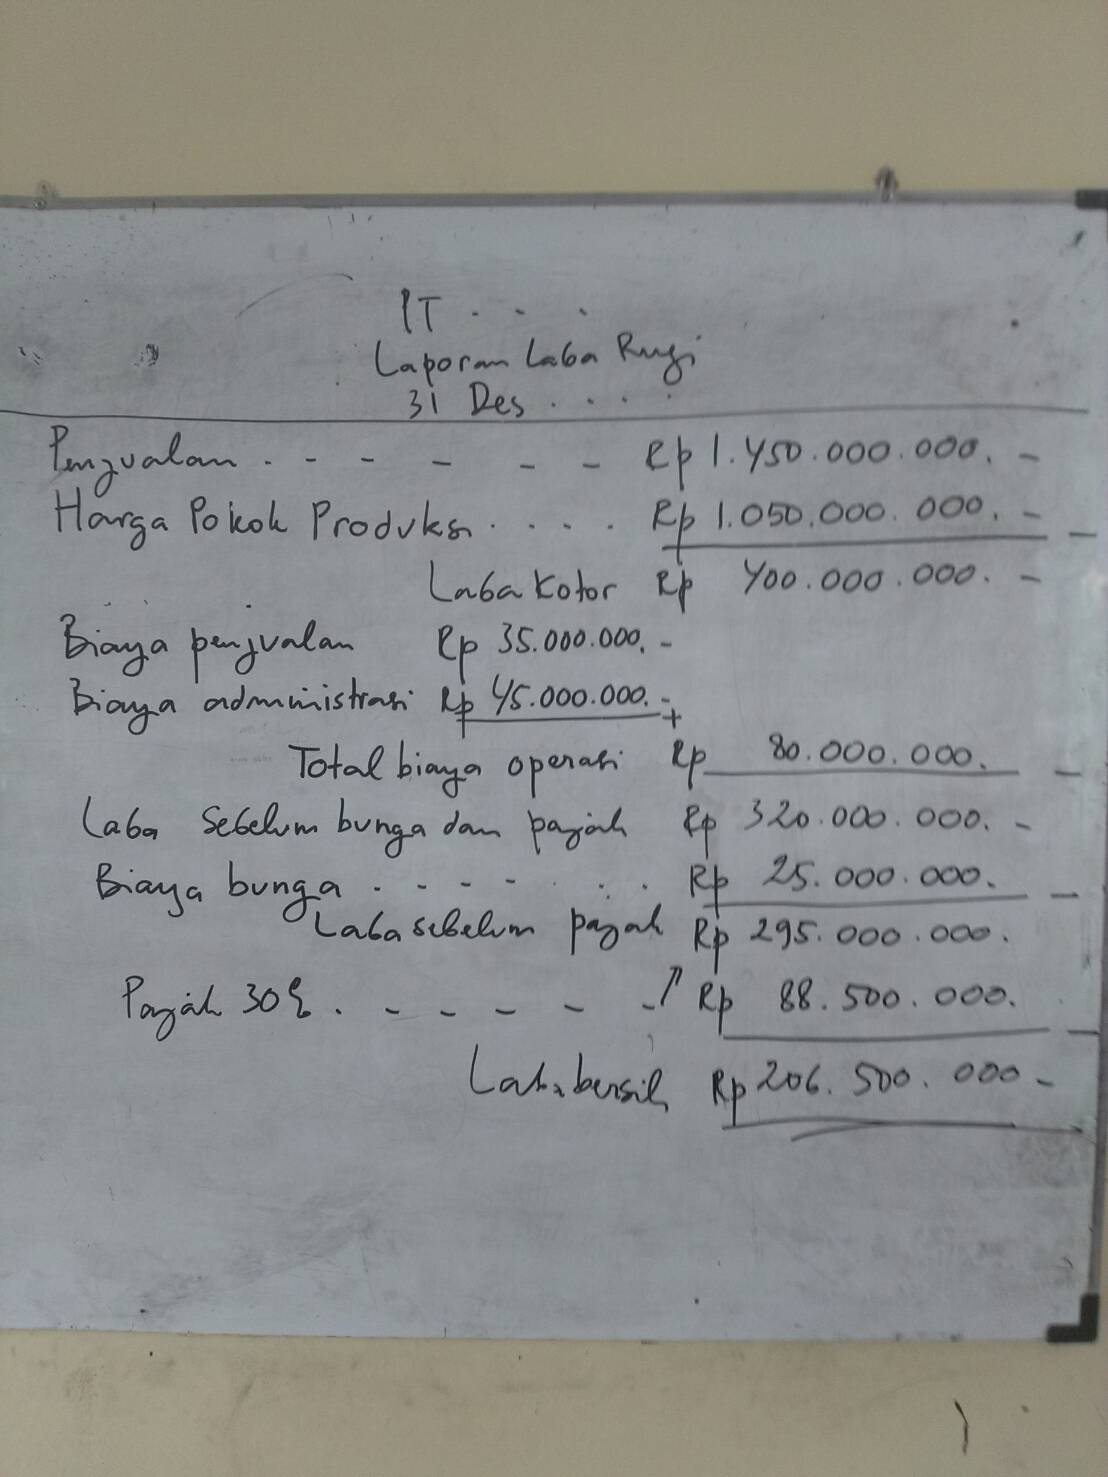 PT . . .
Laporan Laba Rugi
31 Des . . . .
Penjualan . - - - - - Rp 1.450.000.000. -
Harga Pokok Produksi . . . . Rp 1.050.000.000. - -
Laba Kotor Rp 400.000.000. -
Biaya penjualan Rp 35.000.000. -
Biaya administrasi Rp 45.000.000. - +
Total biaya operasi Rp 80.000.000. -
Laba sebelum bunga dan pajak Rp 320.000.000. -
Biaya bunga . - - - . . . Rp 25.000.000. -
Laba sebelum pajak Rp 295.000.000.
Pajak 30% . - - - - - Rp 88.500.000. -
Laba bersih Rp 206.500.000 -